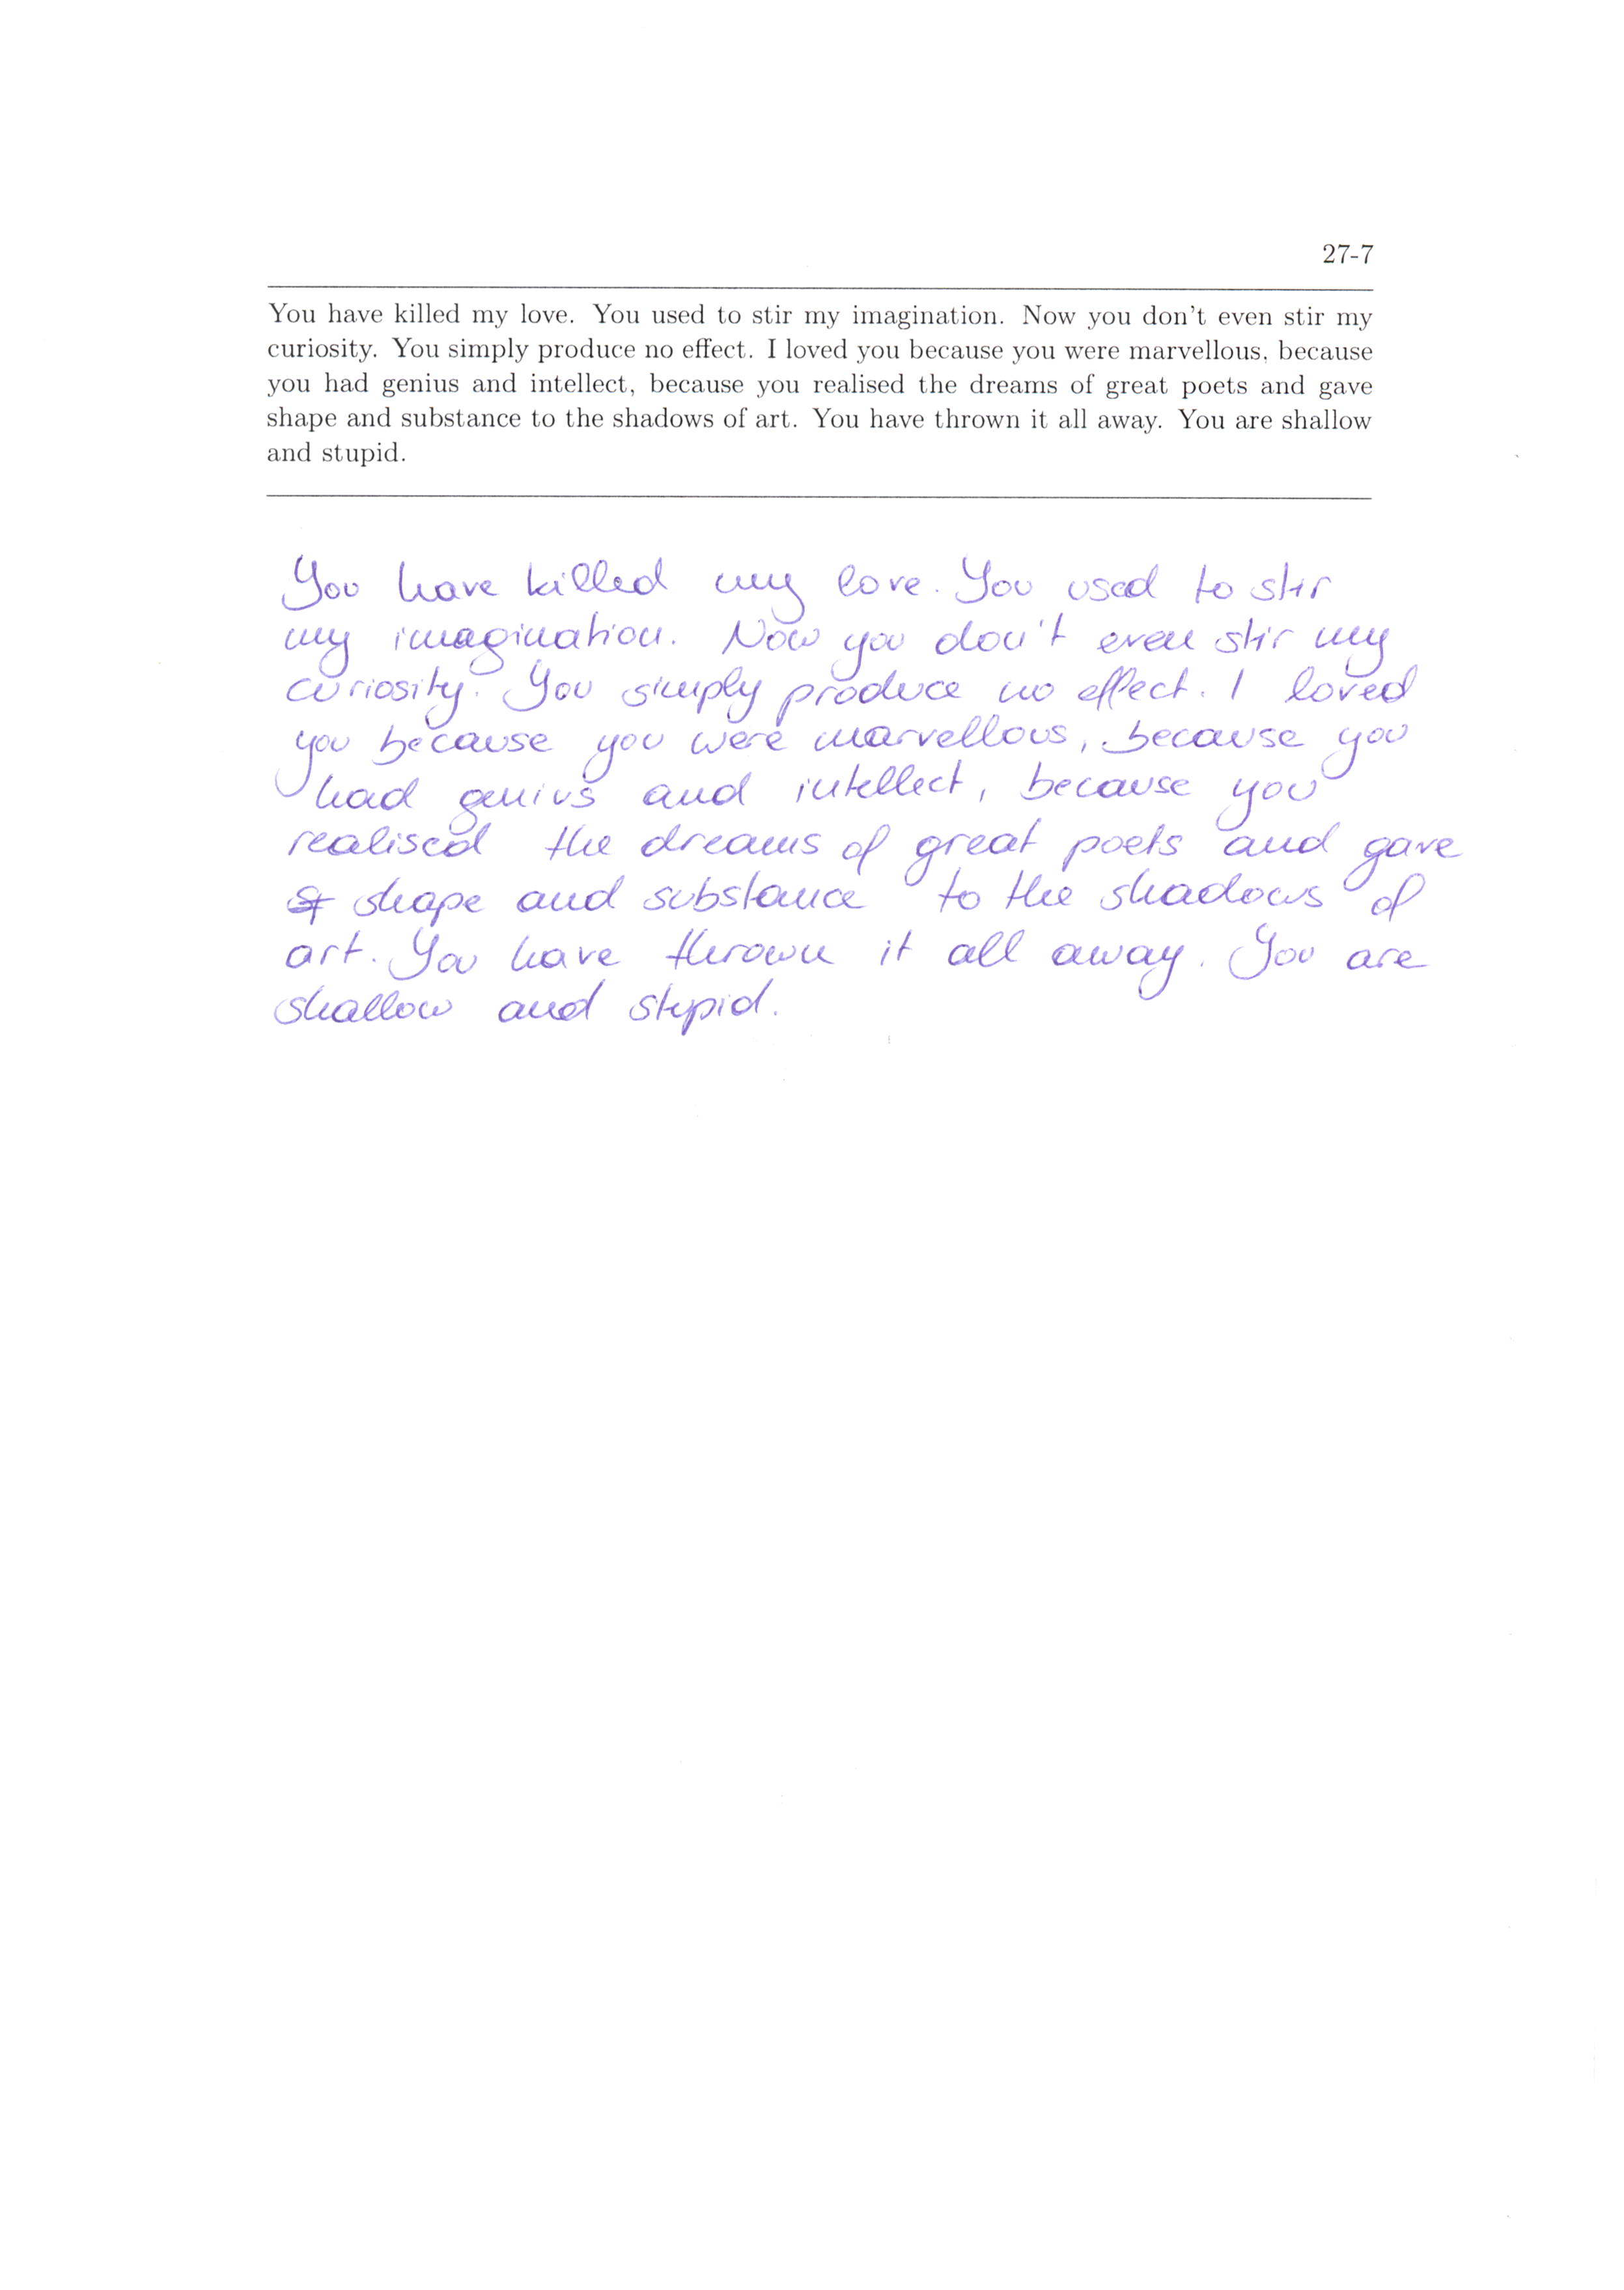 27-7
You have killed my love. You used to stir my imagination. Now you don't even stir my
curiosity. You simply produce no effect. I loved you because you were marvellous, because
you had genius and intellect, because you realised the dreams of great poets and gave
shape and substance to the shadows of art. You have thrown it all away. You are shallow
and stupid.
You have killed my love. You used to stir
my imagination. Now you don't even stir my
curiosity. You simply produce no effect. I loved
you because you were marvellous, because you
had genius and intellect, because you
realised the dreams of great poets and gave
shape and substance to the shadows of
art. You have thrown it all away. You are
shallow and stupid.